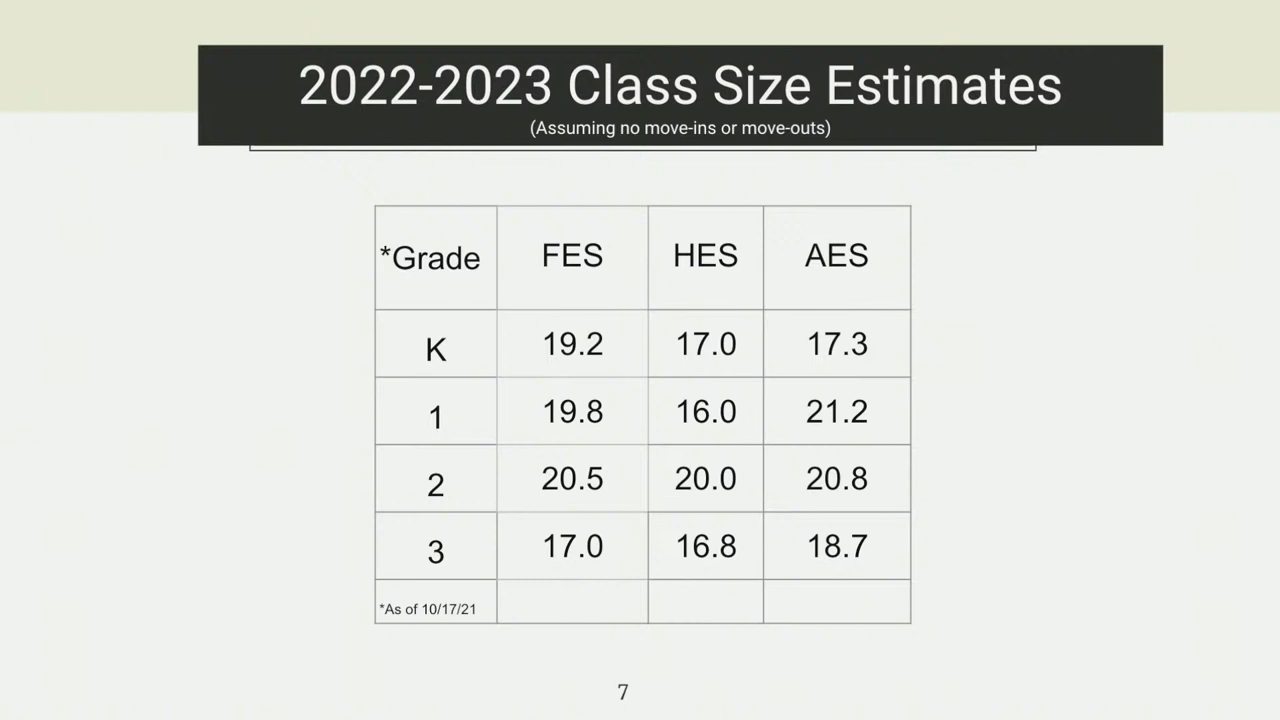 2022-2023 Class Size Estimates
(Assuming no move-ins or move-outs)
*Grade FES HES AES
K 19.2 17.0 17.3
1 19.8 16.0 21.2
2 20.5 20.0 20.8
3 17.0 16.8 18.7
*As of 10/17/21
7